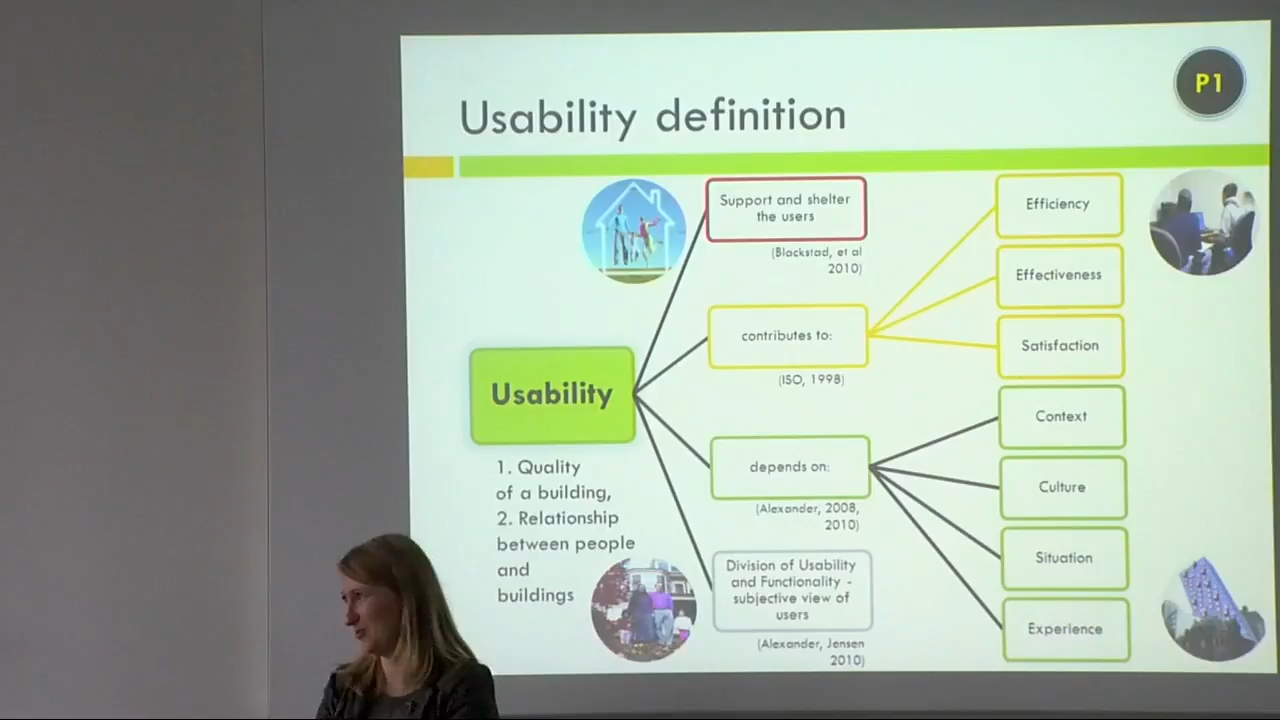 P1
Usability definition
Support and shelter
the users
(Blackstad, et al
2010)
Efficiency
Effectiveness
Satisfaction
contributes to:
(ISO, 1998)
Usability
1. Quality
of a building,
2. Relationship
between people
and
buildings
depends on:
(Alexander, 2008,
2010)
Context
Culture
Situation
Experience
Division of Usability
and Functionality -
subjective view of
users
(Alexander, Jensen
2010)